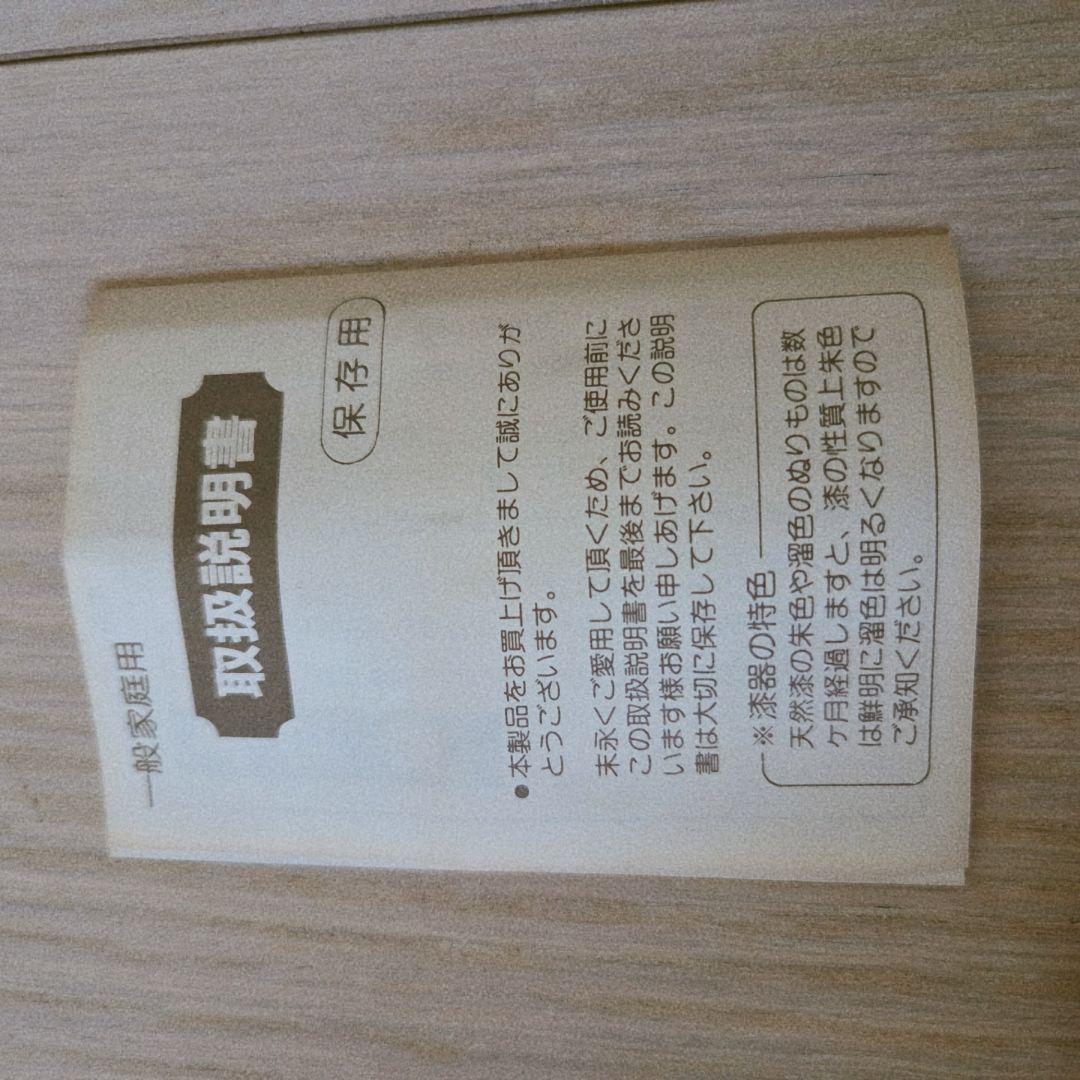 一般家庭用
取扱説明書
保存用
●本製品をお買上げ頂きまして誠にありが
とうございます。
末永くご愛用して頂くため、ご使用前に
この取扱説明書を最後までお読みくださ
います様お願い申しあげます。この説明
書は大切に保存して下さい。
※漆器の特色
天然漆の朱色や溜色のぬりものは数
ケ月経過しますと、漆の性質上朱色
は鮮明に溜色は明るくなりますので
ご承知ください。